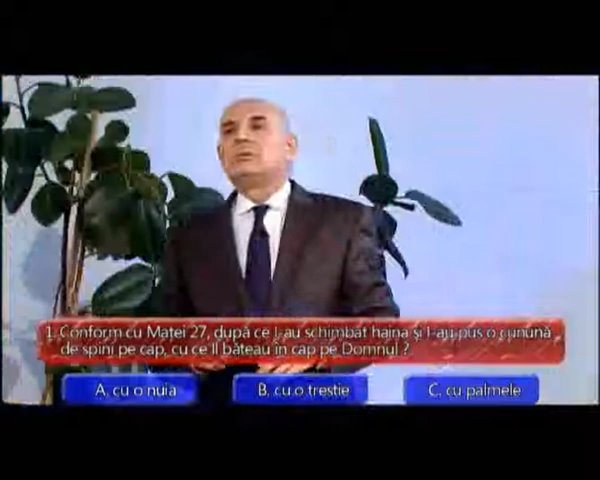 1. Conform cu Matei 27, după ce I-au schimbat haina şi I-au pus o cunună
de spini pe cap, cu ce Îl băteau în cap pe Domnul ?
A. cu o nuia
B. cu o trestie
C. cu palmele